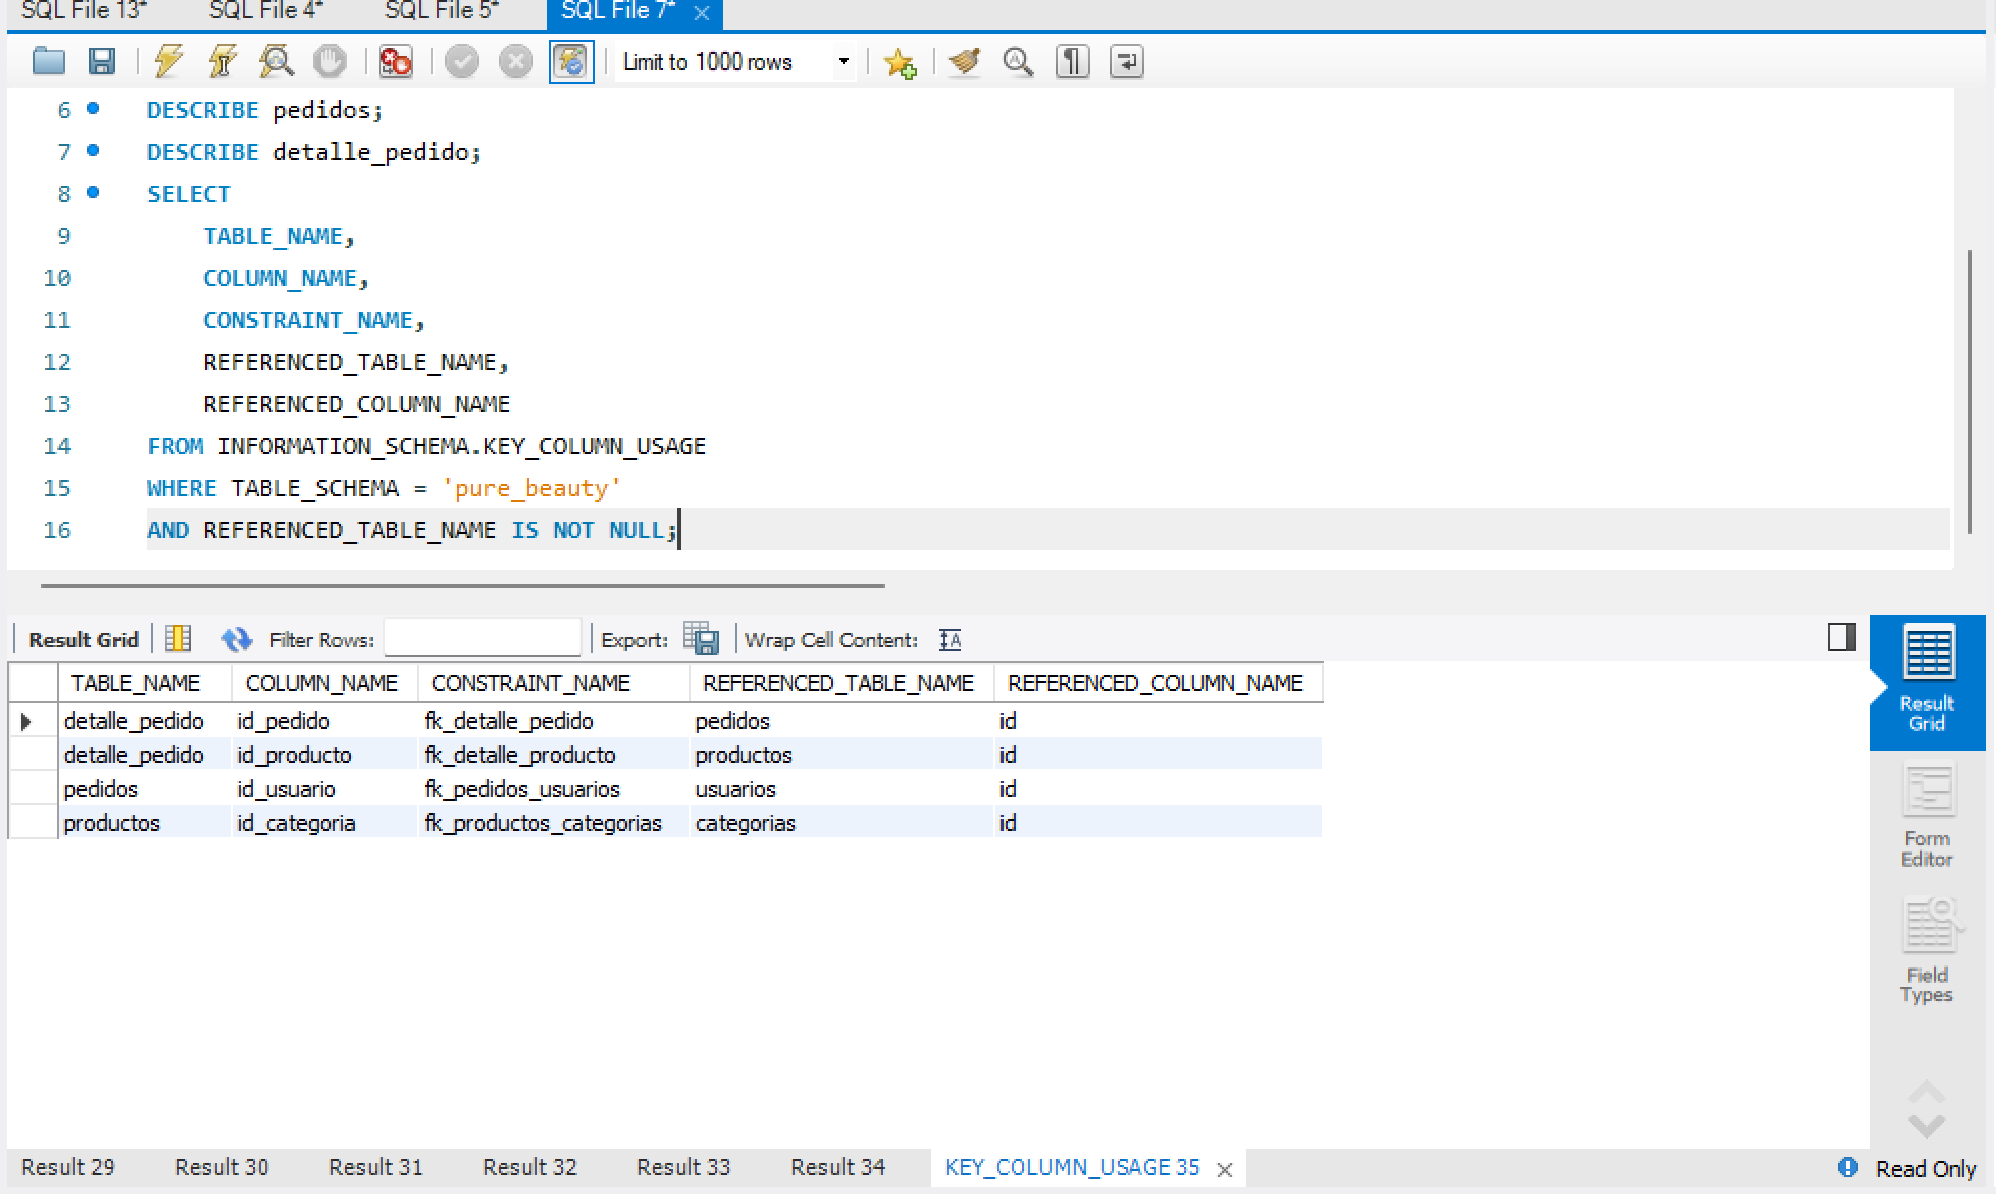 SQL File 13* SQL File 4* SQL File 5* SQL File 7*
Limit to 1000 rows
6 DESCRIBE pedidos;
7 DESCRIBE detalle_pedido;
8 SELECT
9 TABLE_NAME,
10 COLUMN_NAME,
11 CONSTRAINT_NAME,
12 REFERENCED_TABLE_NAME,
13 REFERENCED_COLUMN_NAME
14 FROM INFORMATION_SCHEMA.KEY_COLUMN_USAGE
15 WHERE TABLE_SCHEMA = 'pure_beauty'
16 AND REFERENCED_TABLE_NAME IS NOT NULL;
Result Grid Filter Rows: Export: Wrap Cell Content:
TABLE_NAME COLUMN_NAME CONSTRAINT_NAME REFERENCED_TABLE_NAME REFERENCED_COLUMN_NAME
detalle_pedido id_pedido fk_detalle_pedido pedidos id
detalle_pedido id_producto fk_detalle_producto productos id
pedidos id_usuario fk_pedidos_usuarios usuarios id
productos id_categoria fk_productos_categorias categorias id
Result
Grid
Form
Editor
Field
Types
Result 29 Result 30 Result 31 Result 32 Result 33 Result 34 KEY_COLUMN_USAGE 35 Read Only